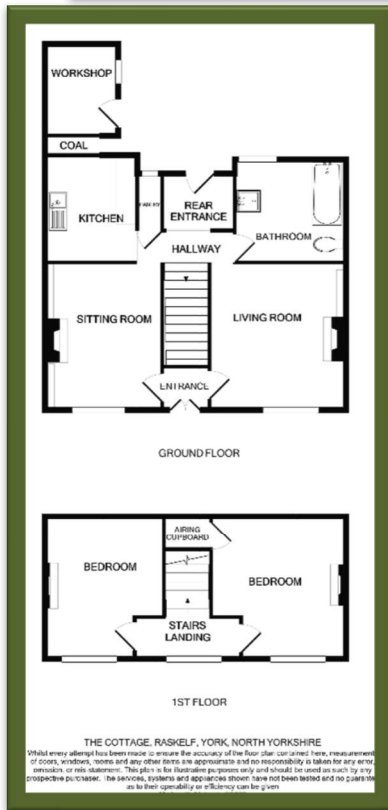 WORKSHOP
COAL
KITCHEN
PANTRY
REAR
ENTRANCE
BATHROOM
HALLWAY
SITTING ROOM
LIVING ROOM
ENTRANCE
GROUND FLOOR
AIRING
CUPBOARD
BEDROOM
BEDROOM
STAIRS
LANDING
1ST FLOOR
THE COTTAGE, RASKELF, YORK, NORTH YORKSHIRE
Whilst every attempt has been made to ensure the accuracy of the floor plan contained here, measurements
of doors, windows, rooms and any other items are approximate and no responsibility is taken for any error,
omission, or mis-statement. This plan is for illustrative purposes only and should be used as such by any
prospective purchaser. The services, systems and appliances shown have not been tested and no guarantee
as to their operability or efficiency can be given